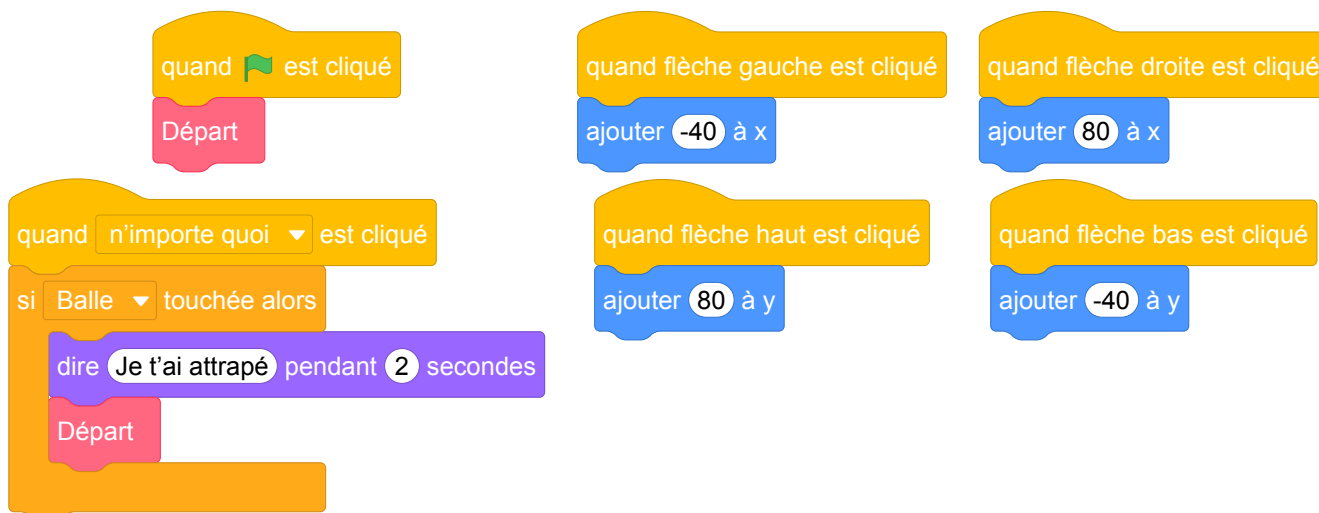 quand est cliqué
Départ
quand flèche gauche est cliqué
ajouter -40 à x
quand flèche droite est cliqué
ajouter 80 à x
quand n’importe quoi est cliqué
si Balle touchée alors
dire Je t’ai attrapé pendant 2 secondes
Départ
quand flèche haut est cliqué
ajouter 80 à y
quand flèche bas est cliqué
ajouter -40 à y